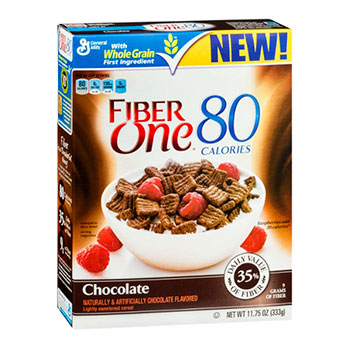 General Mills
With
Whole Grain
First Ingredient
NEW!
FIBER
One 80
CALORIES
DAILY VALUE
35%
OF FIBER
9
GRAMS
OF FIBER
Chocolate
NATURALLY & ARTIFICIALLY CHOCOLATE FLAVORED
Lightly sweetened cereal
NET WT 11.75 OZ (333g)